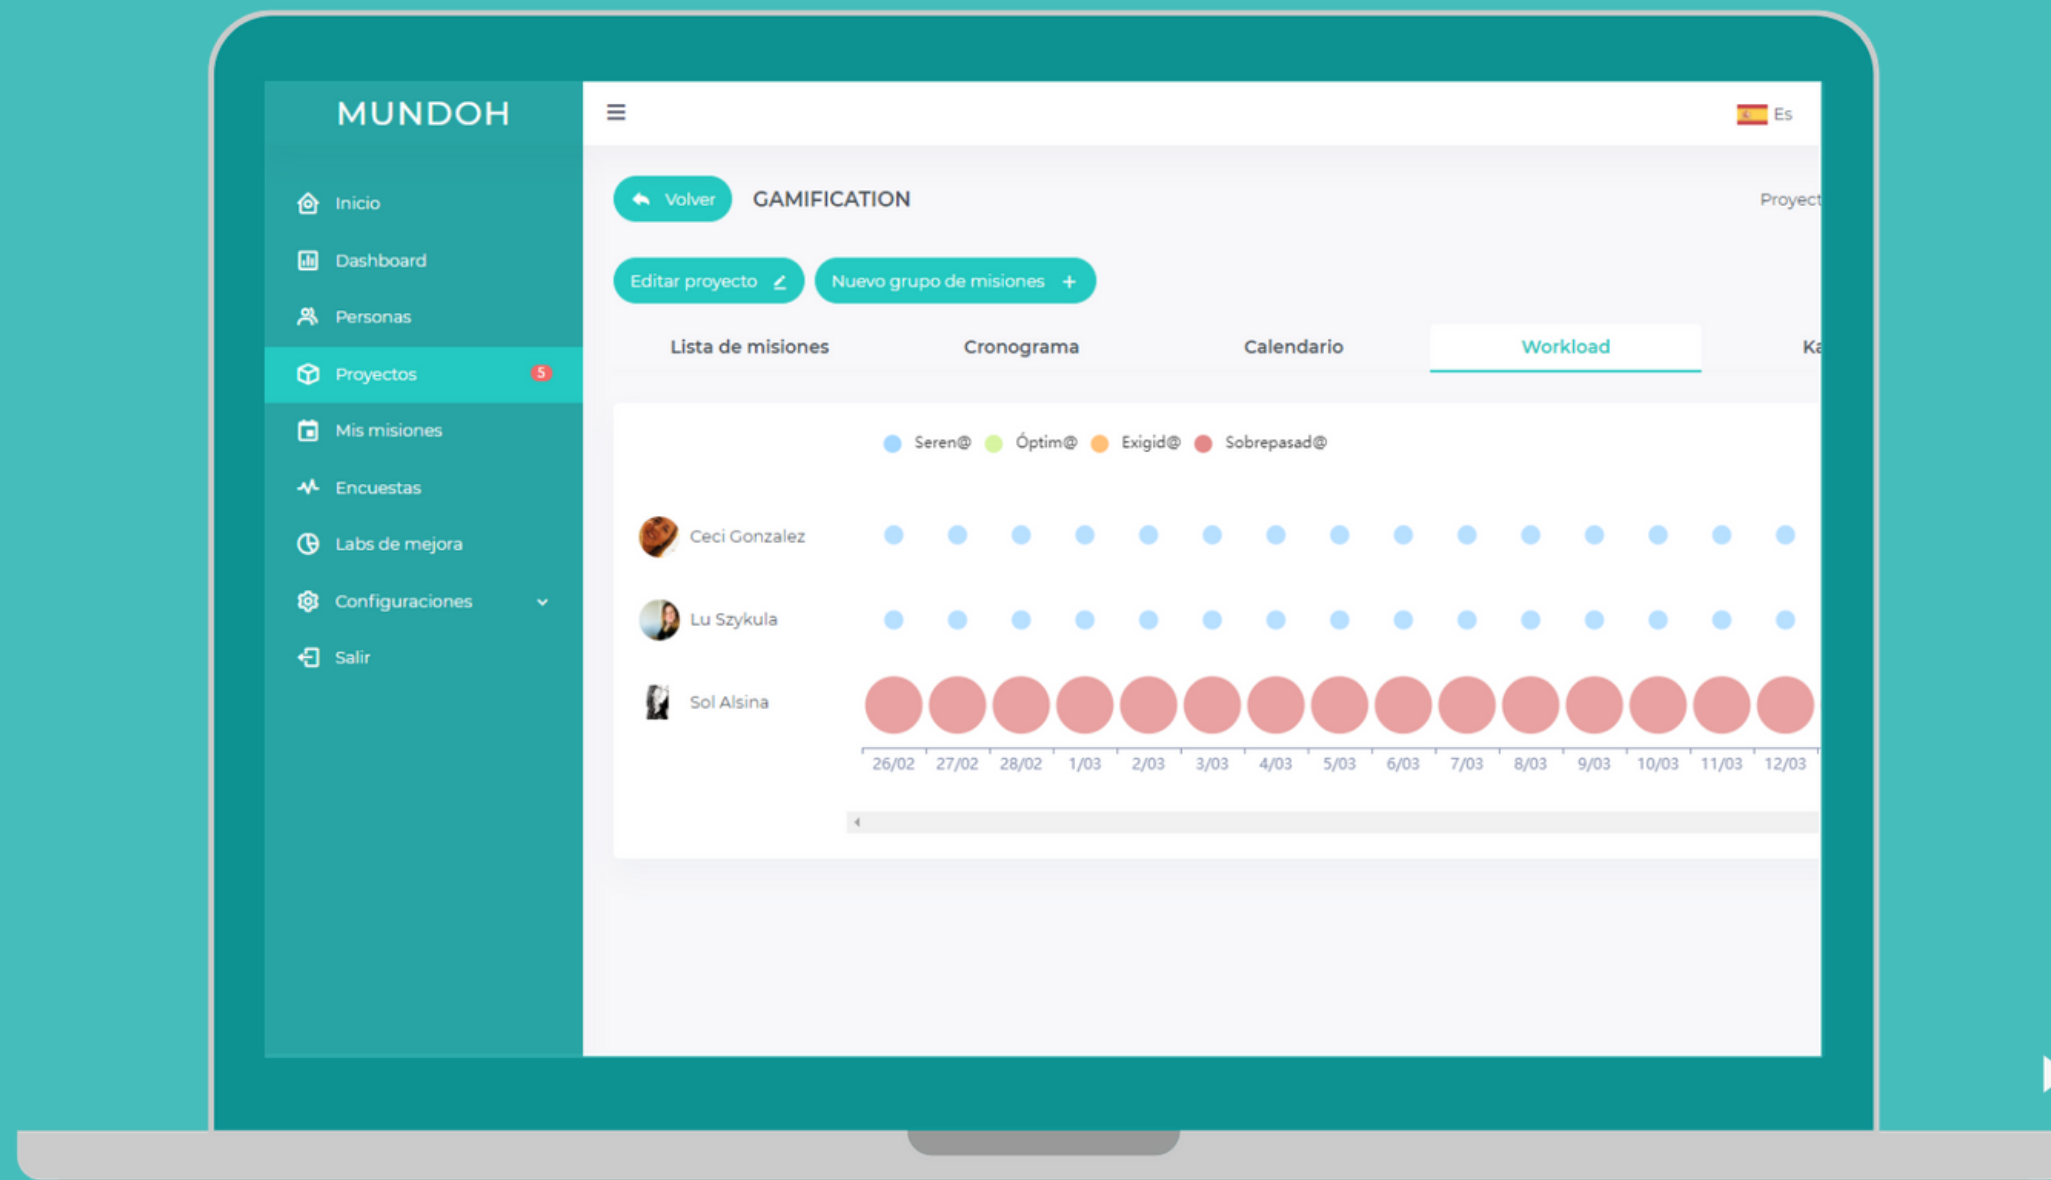 MUNDOH
Es
Inicio
Dashboard
Personas
Proyectos 5
Mis misiones
Encuestas
Labs de mejora
Configuraciones
Salir
Volver GAMIFICATION
Editar proyecto Nuevo grupo de misiones +
Lista de misiones Cronograma Calendario Workload
Seren@ Óptim@ Exigid@ Sobrepasad@
Ceci Gonzalez
Lu Szykula
Sol Alsina
26/02 27/02 28/02 1/03 2/03 3/03 4/03 5/03 6/03 7/03 8/03 9/03 10/03 11/03 12/03